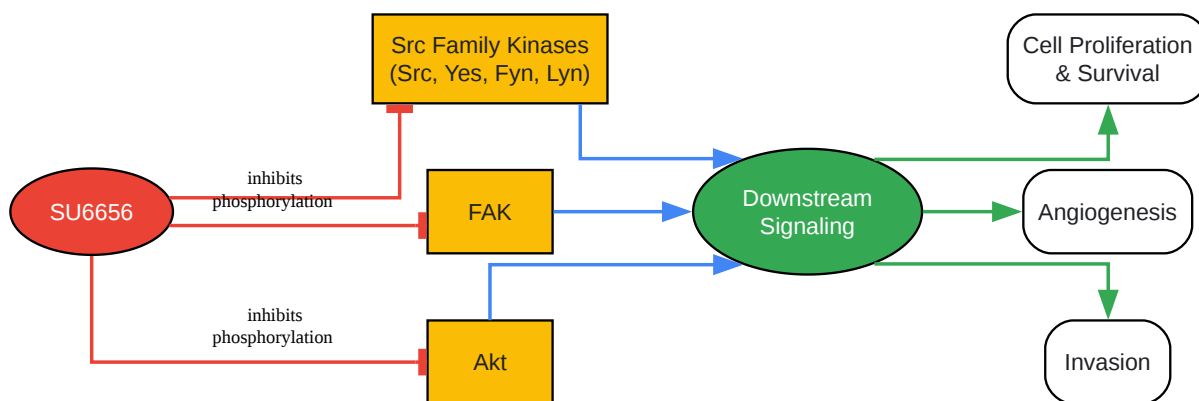 Src Family Kinases
(Src, Yes, Fyn, Lyn)
Cell Proliferation
& Survival
inhibits
phosphorylation
SU6656
FAK
Downstream
Signaling
Angiogenesis
inhibits
phosphorylation
Akt
Invasion